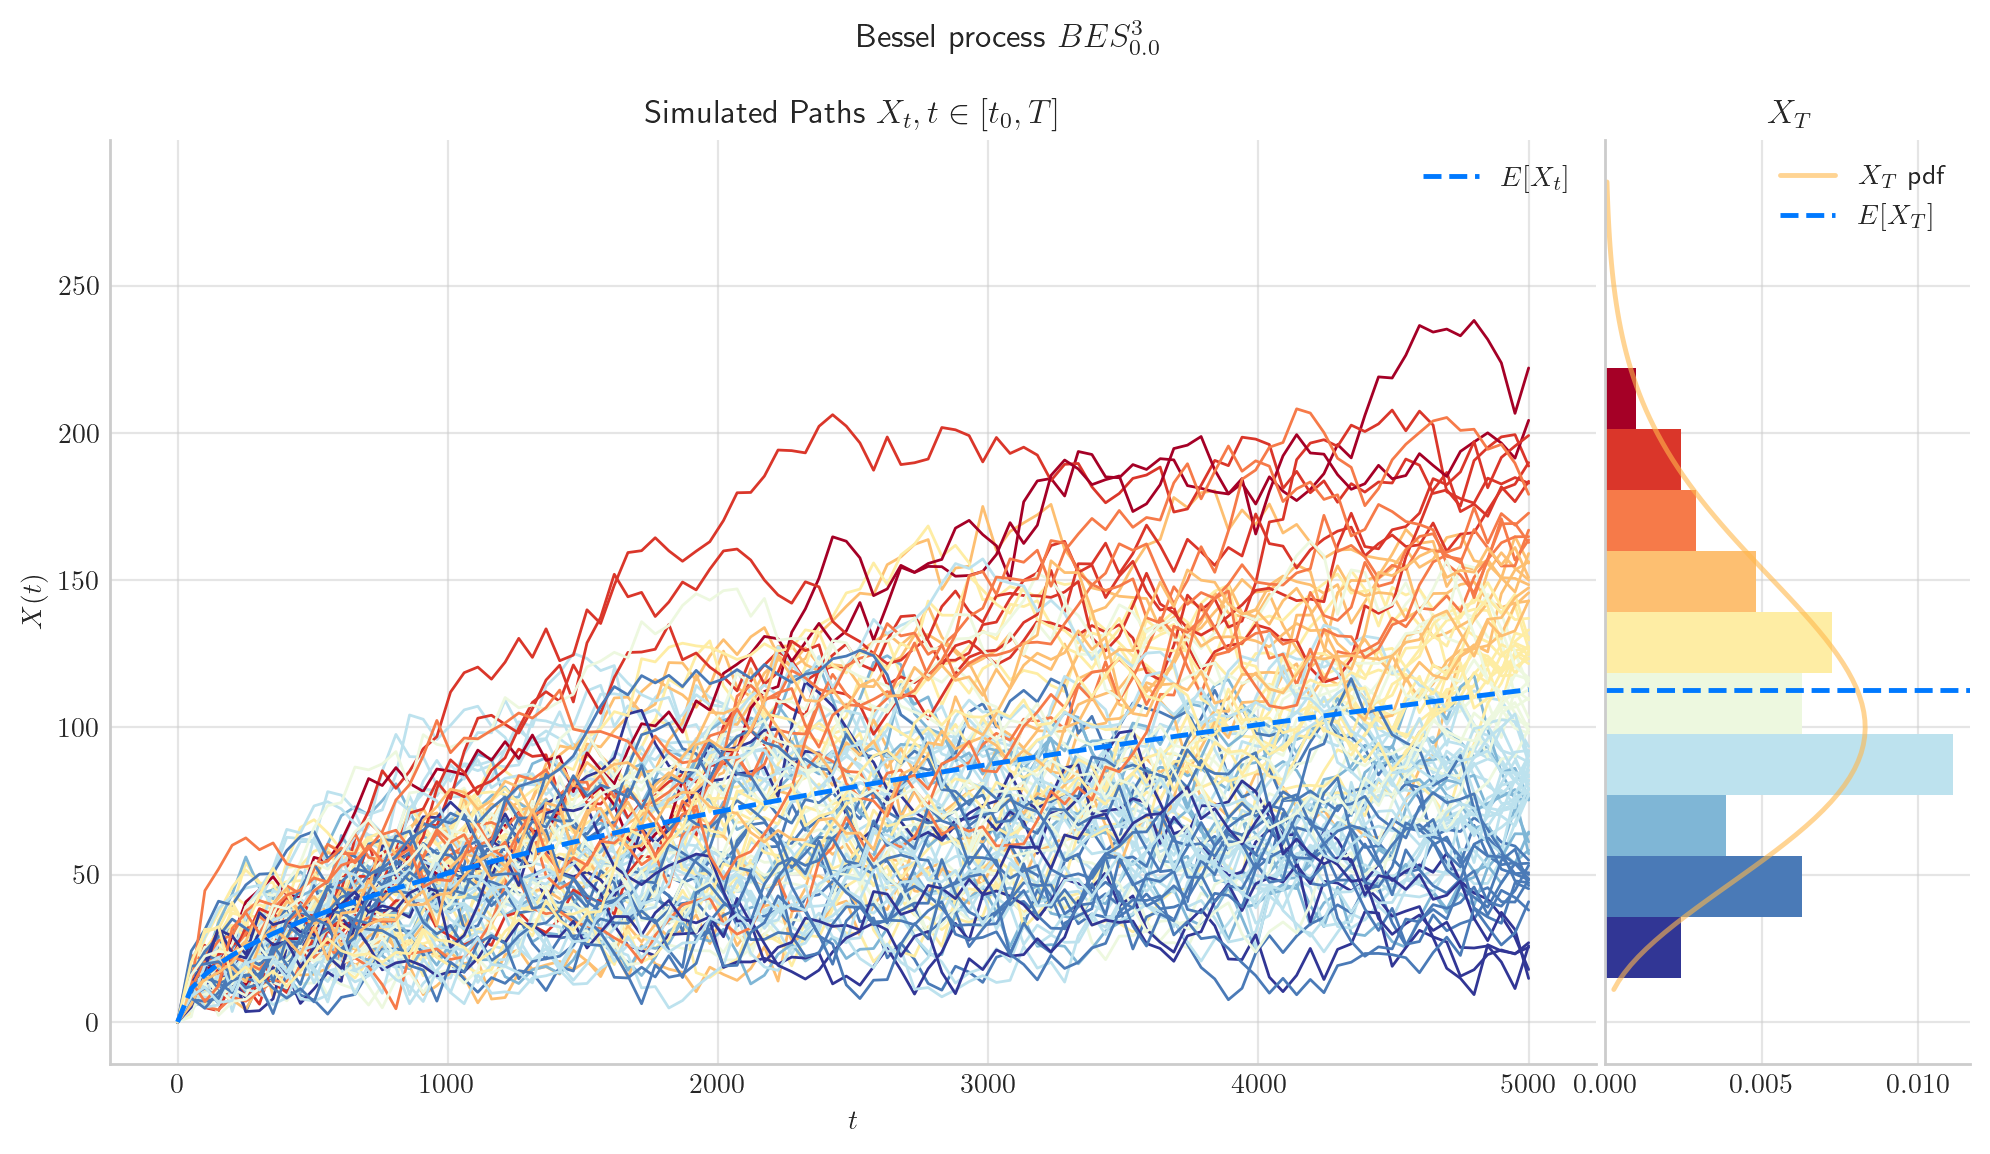 Bessel process $BES^{3}_{0.0}$
Simulated Paths $X_t, t \in [t_0, T]$
$X_T$
$E[X_t]$
$X_T$ pdf
$E[X_T]$
250
200
150
100
50
0
$X(t)$
0 1000 2000 3000 4000 5000
0.000 0.005 0.010
$t$